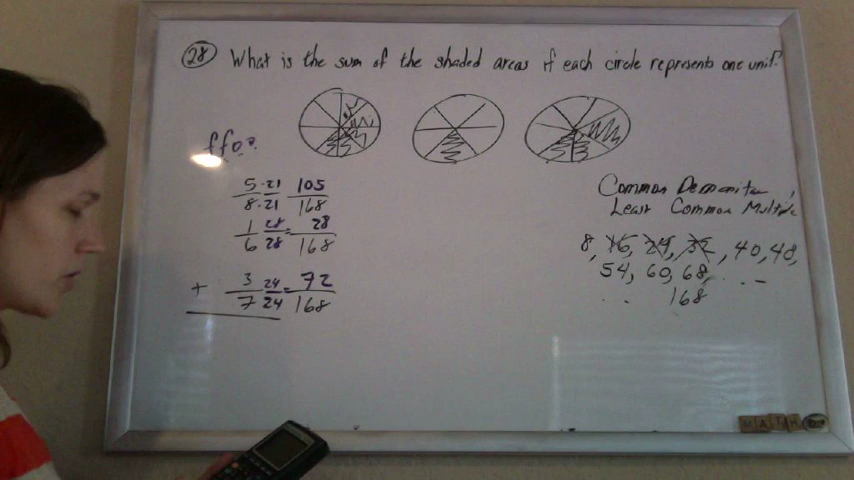 28 What is the sum of the shaded areas if each circle represents one unit?
5/8 · 21/21 105/168
1/6 28/28 = 28/168
+ 3/7 24/24 = 72/168
Common
Least Common
8, 16, 24, 32, 40, 48,
54, 60, 68, . . –
. . 168
MATH